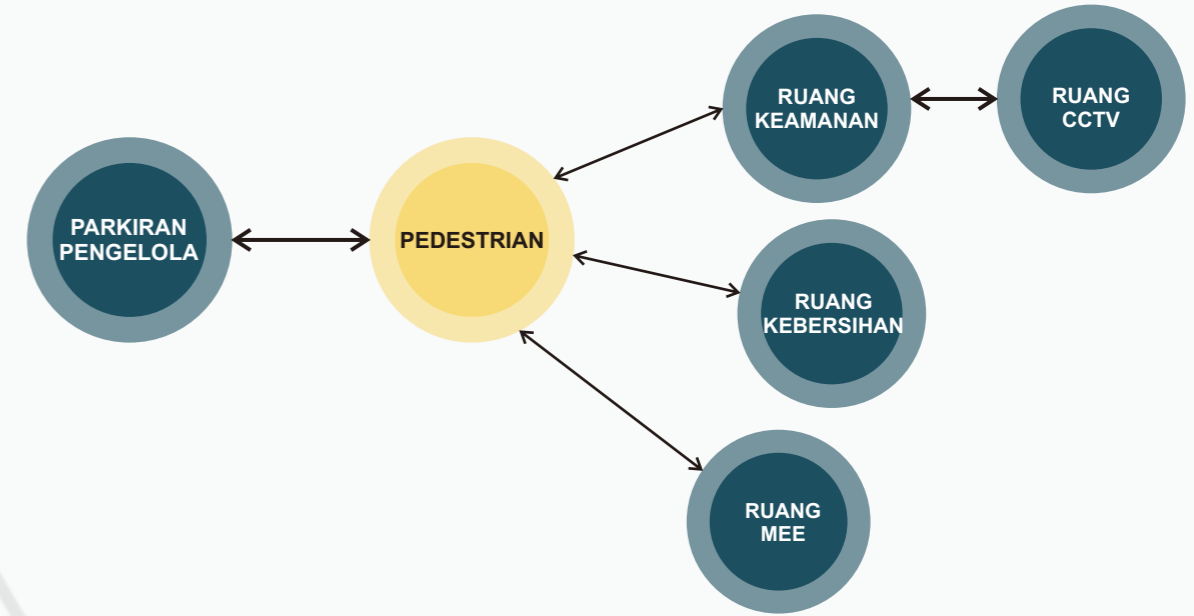 PARKIRAN
PENGELOLA
PEDESTRIAN
RUANG
KEAMANAN
RUANG
CCTV
RUANG
KEBERSIHAN
RUANG
MEE